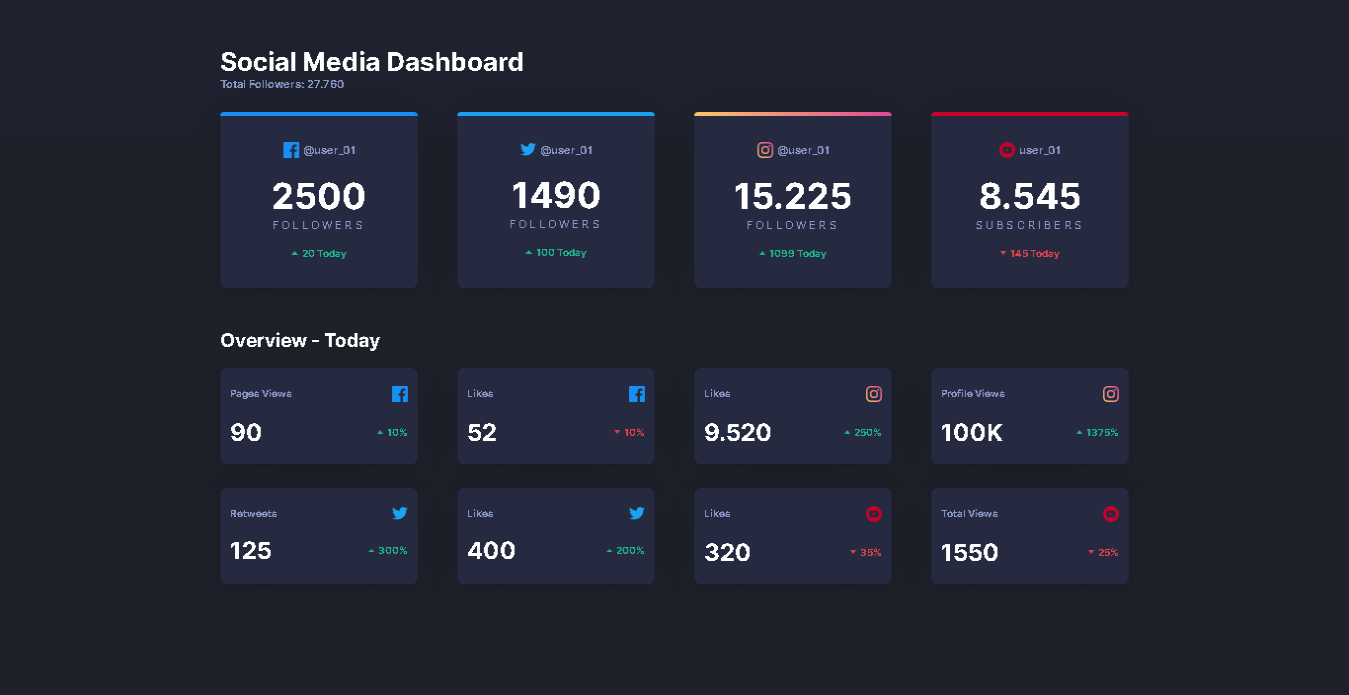 Social Media Dashboard
Total Followers: 27.760
@user_01
2500
FOLLOWERS
20 Today
@user_01
1490
FOLLOWERS
100 Today
@user_01
15.225
FOLLOWERS
1099 Today
user_01
8.545
SUBSCRIBERS
145 Today
Overview - Today
Pages Views
90
10%
Likes
52
10%
Likes
9.520
250%
Profile Views
100K
1375%
Retweets
125
300%
Likes
400
200%
Likes
320
35%
Total Views
1550
25%